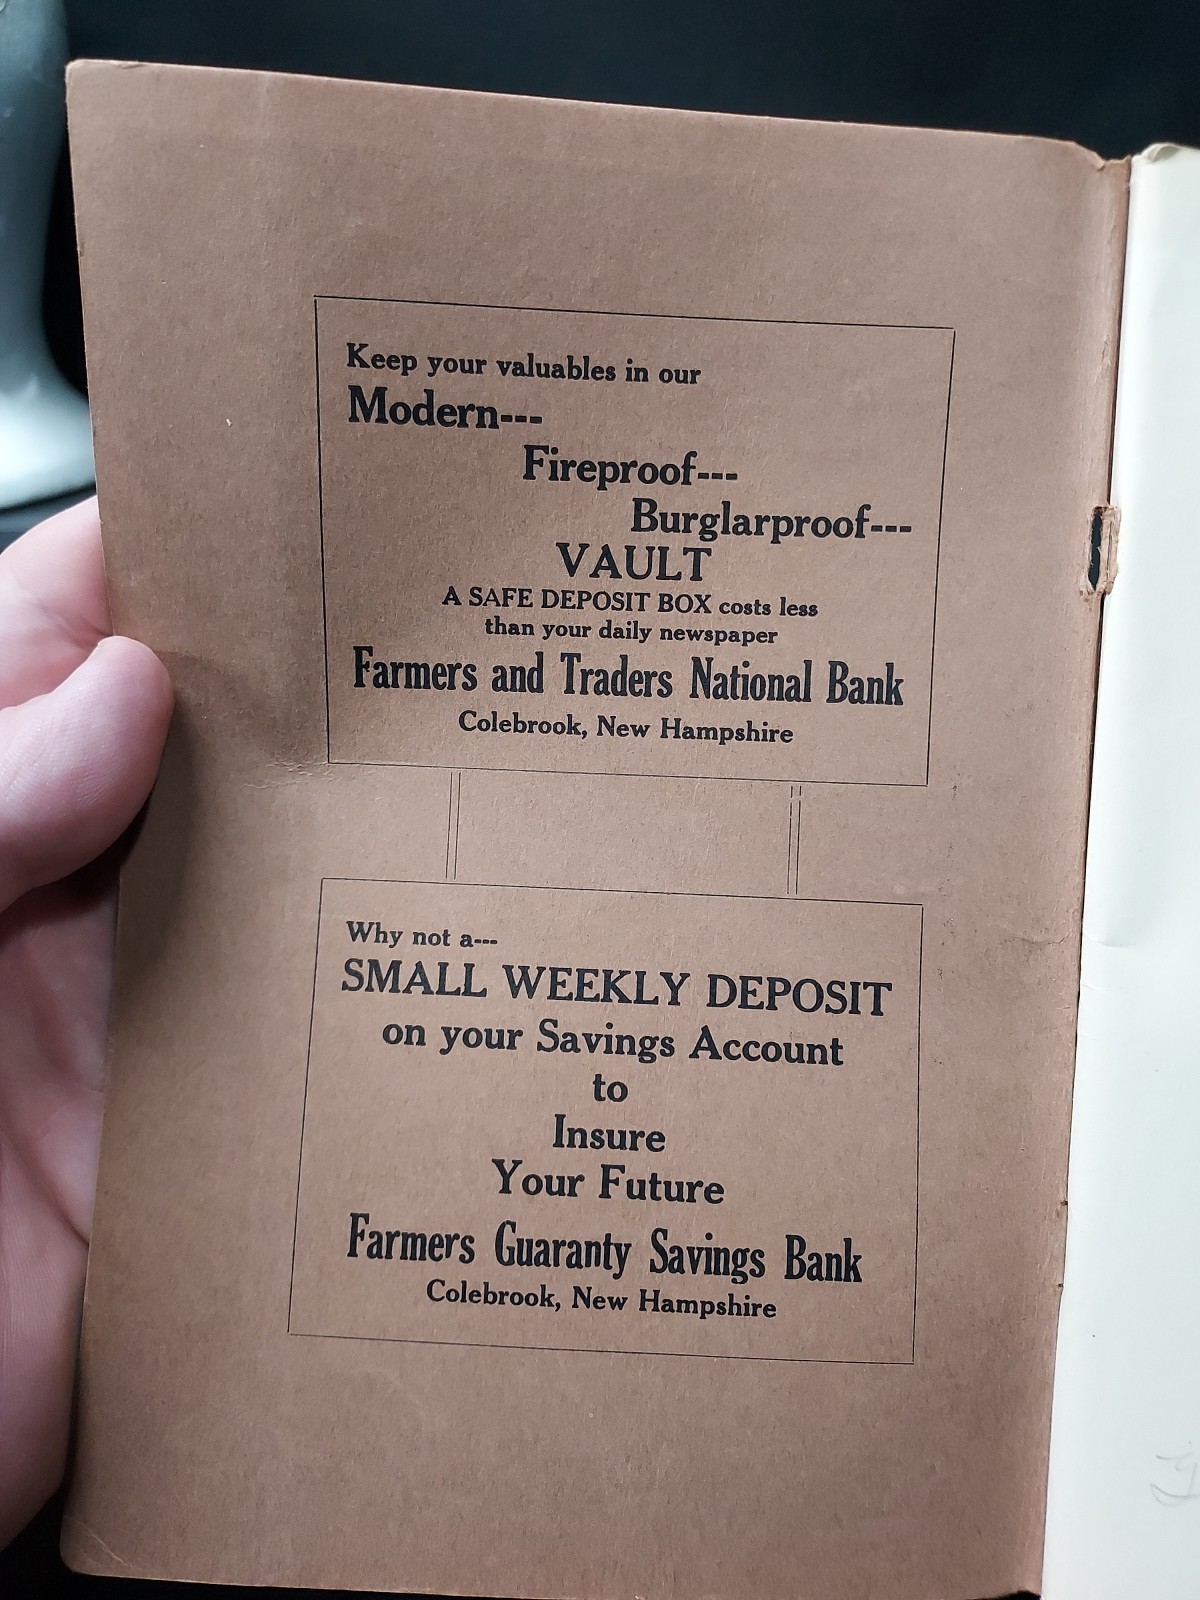 Keep your valuables in our
Modern---
Fireproof---
Burglarproof---
VAULT
A SAFE DEPOSIT BOX costs less
than your daily newspaper
Farmers and Traders National Bank
Colebrook, New Hampshire
Why not a---
SMALL WEEKLY DEPOSIT
on your Savings Account
to
Insure
Your Future
Farmers Guaranty Savings Bank
Colebrook, New Hampshire